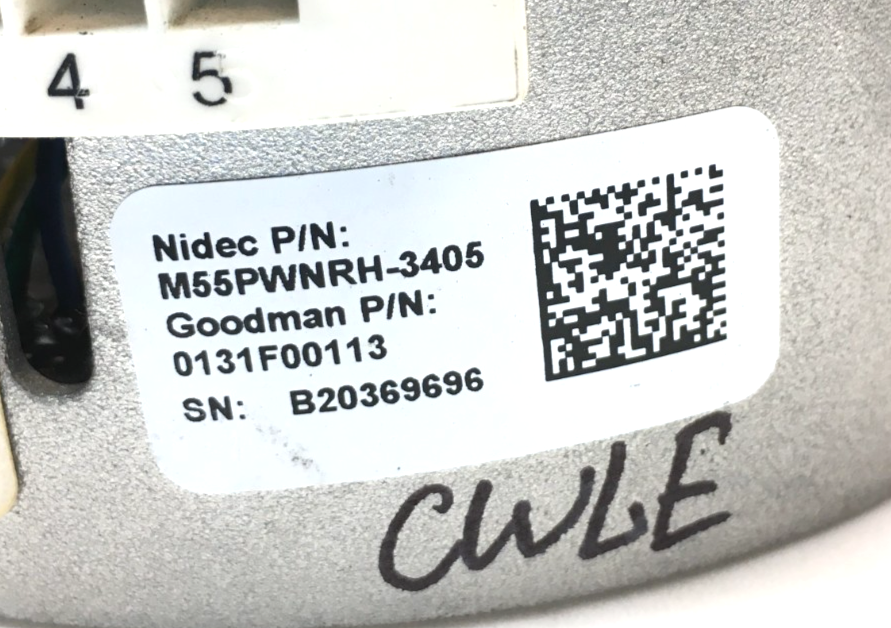 4 5
Nidec P/N:
M55PWNRH-3405
Goodman P/N:
0131F00113
SN: B20369696
CWLE